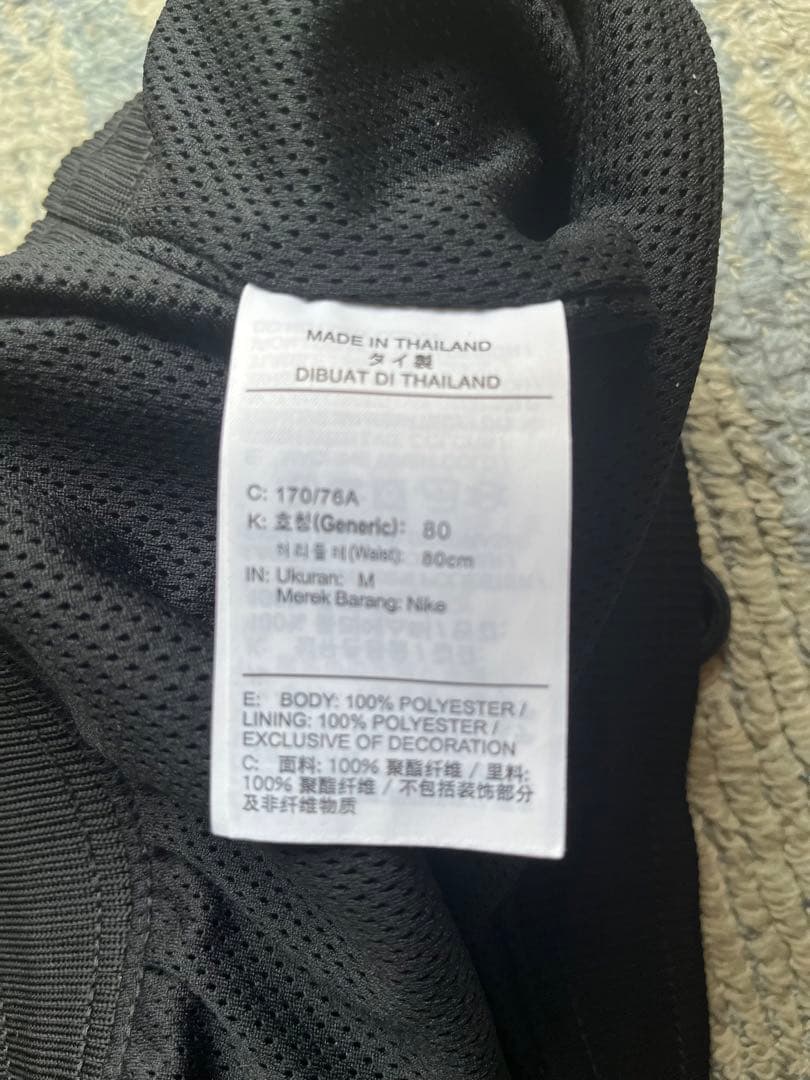 MADE IN THAILAND
タイ製
DIBUAT DI THAILAND
C: 170/76A
K: 호칭(Generic): 80
허리둘레(Waist): 80cm
IN: Ukuran: M
Merek Barang: Nike
E: BODY: 100% POLYESTER /
LINING: 100% POLYESTER /
EXCLUSIVE OF DECORATION
C: 面料: 100% 聚酯纤维 / 里料:
100% 聚酯纤维 / 不包括装饰部分
及非纤维物质